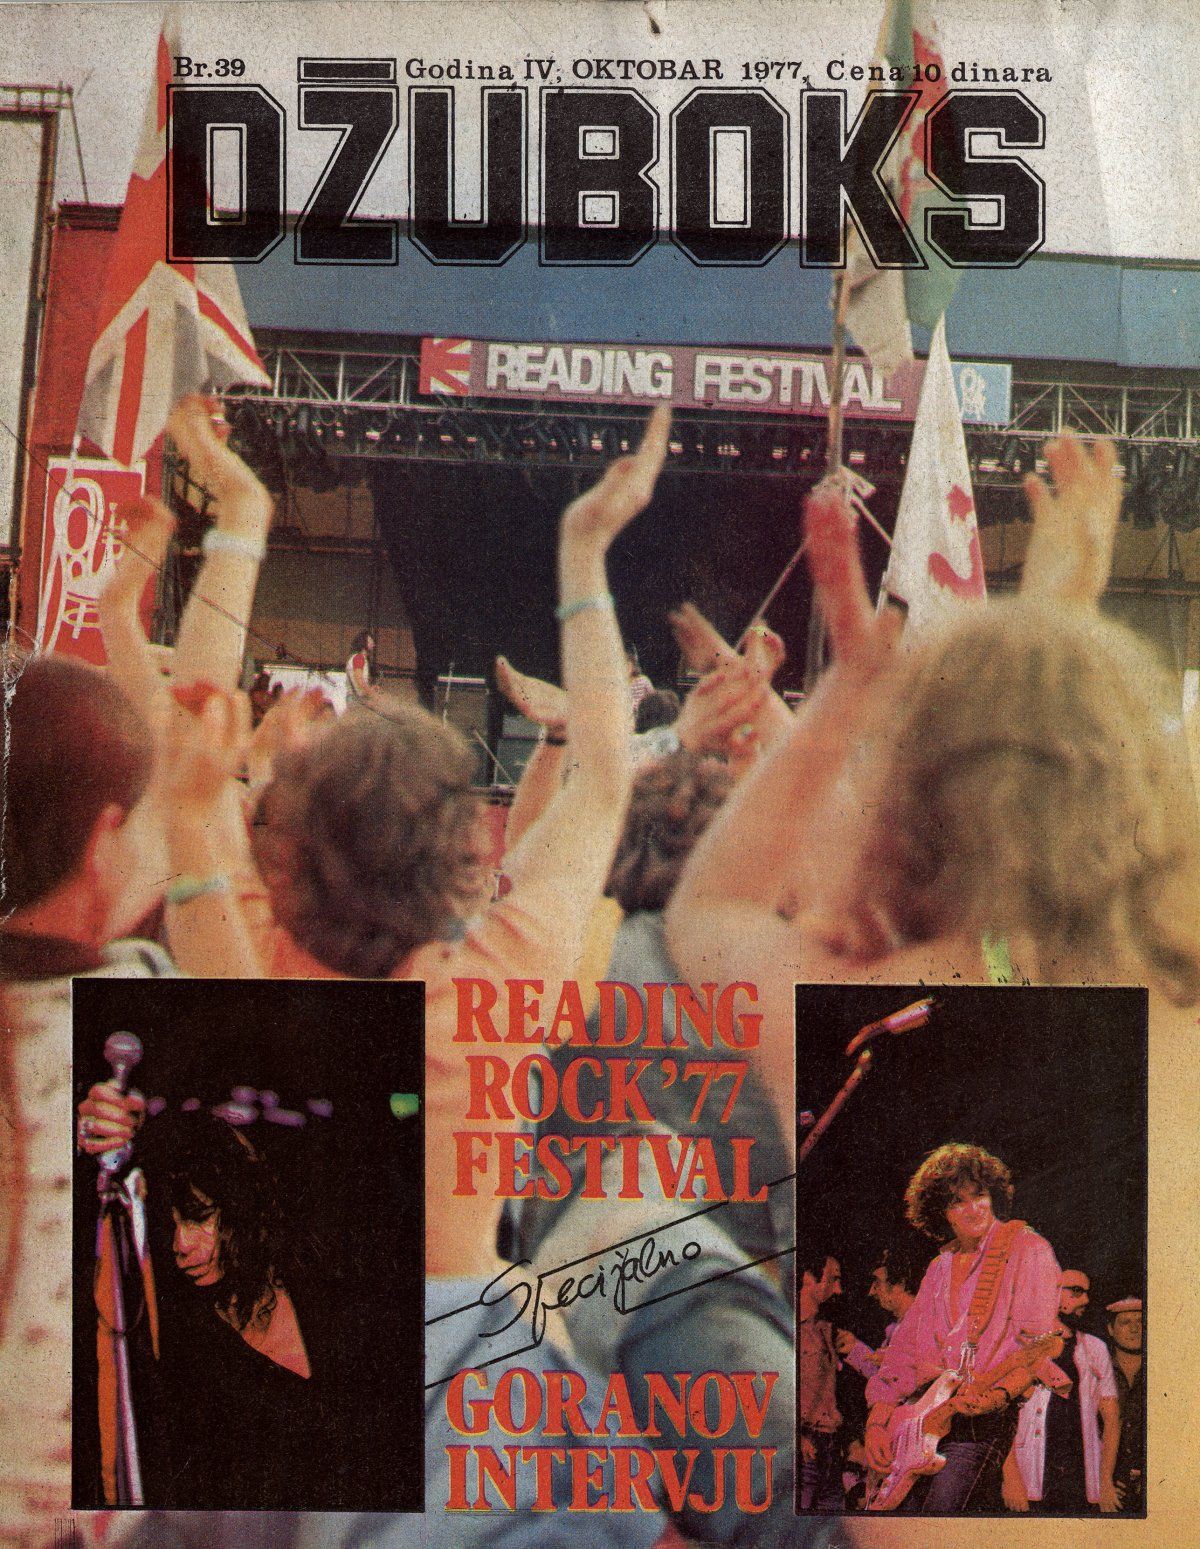 Br.39
Godina IV, OKTOBAR 1977, Cena 10 dinara
DŽUBOKS
READING FESTIVAL
READING
ROCK'77
FESTIVAL
Specijalno
GORANOV
INTERVJU